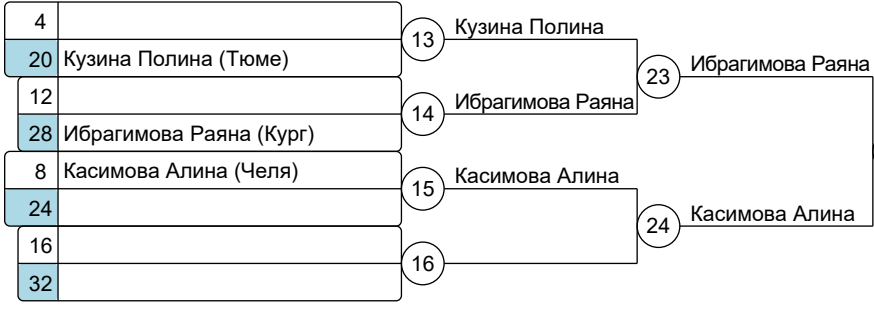 4
20 Кузина Полина (Тюме)
12
28 Ибрагимова Раяна (Кург)
8 Касимова Алина (Челя)
24
16
32
13
14
15
16
Кузина Полина
Ибрагимова Раяна
Касимова Алина
23
24
Ибрагимова Раяна
Касимова Алина